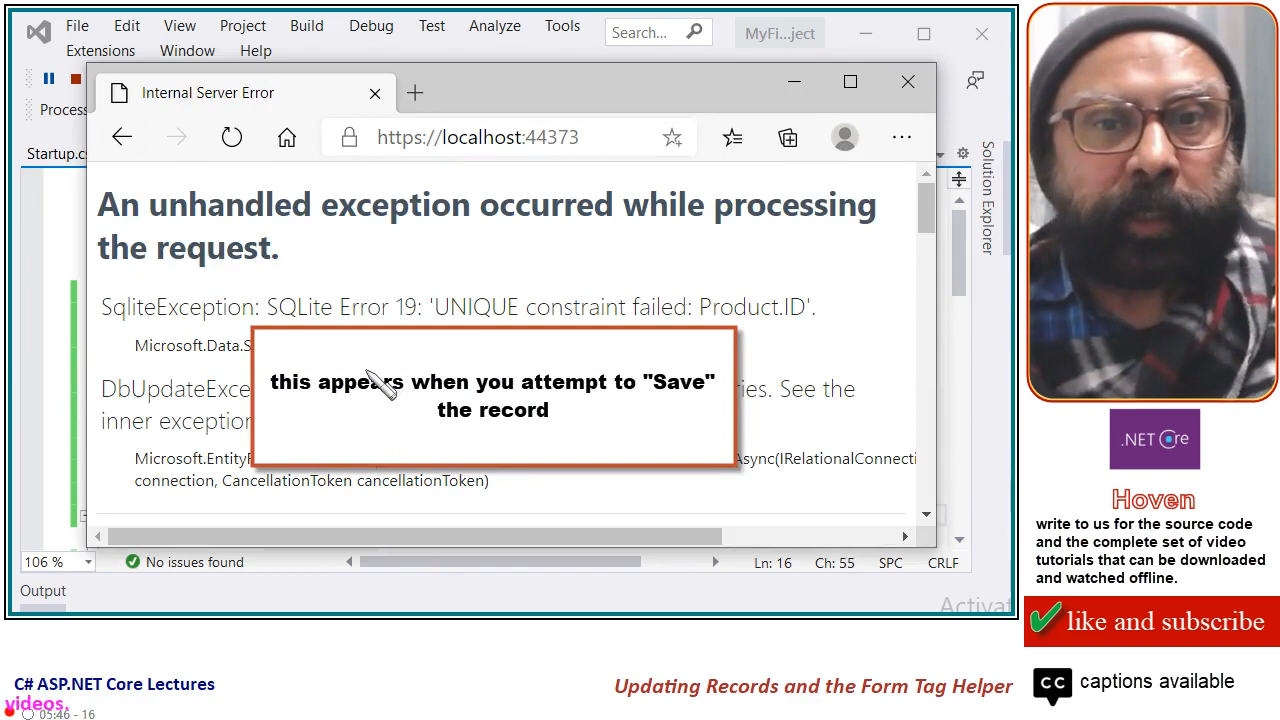 File Edit View Project Build Debug Test Analyze Tools
Search... MyFi...ject
Extensions Window Help
Internal Server Error
Process
https://localhost:44373
Startup.cs
Solution Explorer
An unhandled exception occurred while processing
the request.
SqliteException: SQLite Error 19: 'UNIQUE constraint failed: Product.ID'.
Microsoft.Data.S
this appears when you attempt to "Save"
the record
DbUpdateExce ries. See the
inner exception
Microsoft.EntityF Async(IRelationalConnecti
connection, CancellationToken cancellationToken)
106 % No issues found Ln: 16 Ch: 55 SPC CRLF
Output
Activat
.NET Core
Hoven
write to us for the source code
and the complete set of video
tutorials that can be downloaded
and watched offline.
like and subscribe
C# ASP.NET Core Lectures
Updating Records and the Form Tag Helper
CC captions available
videos.
05:46 - 16